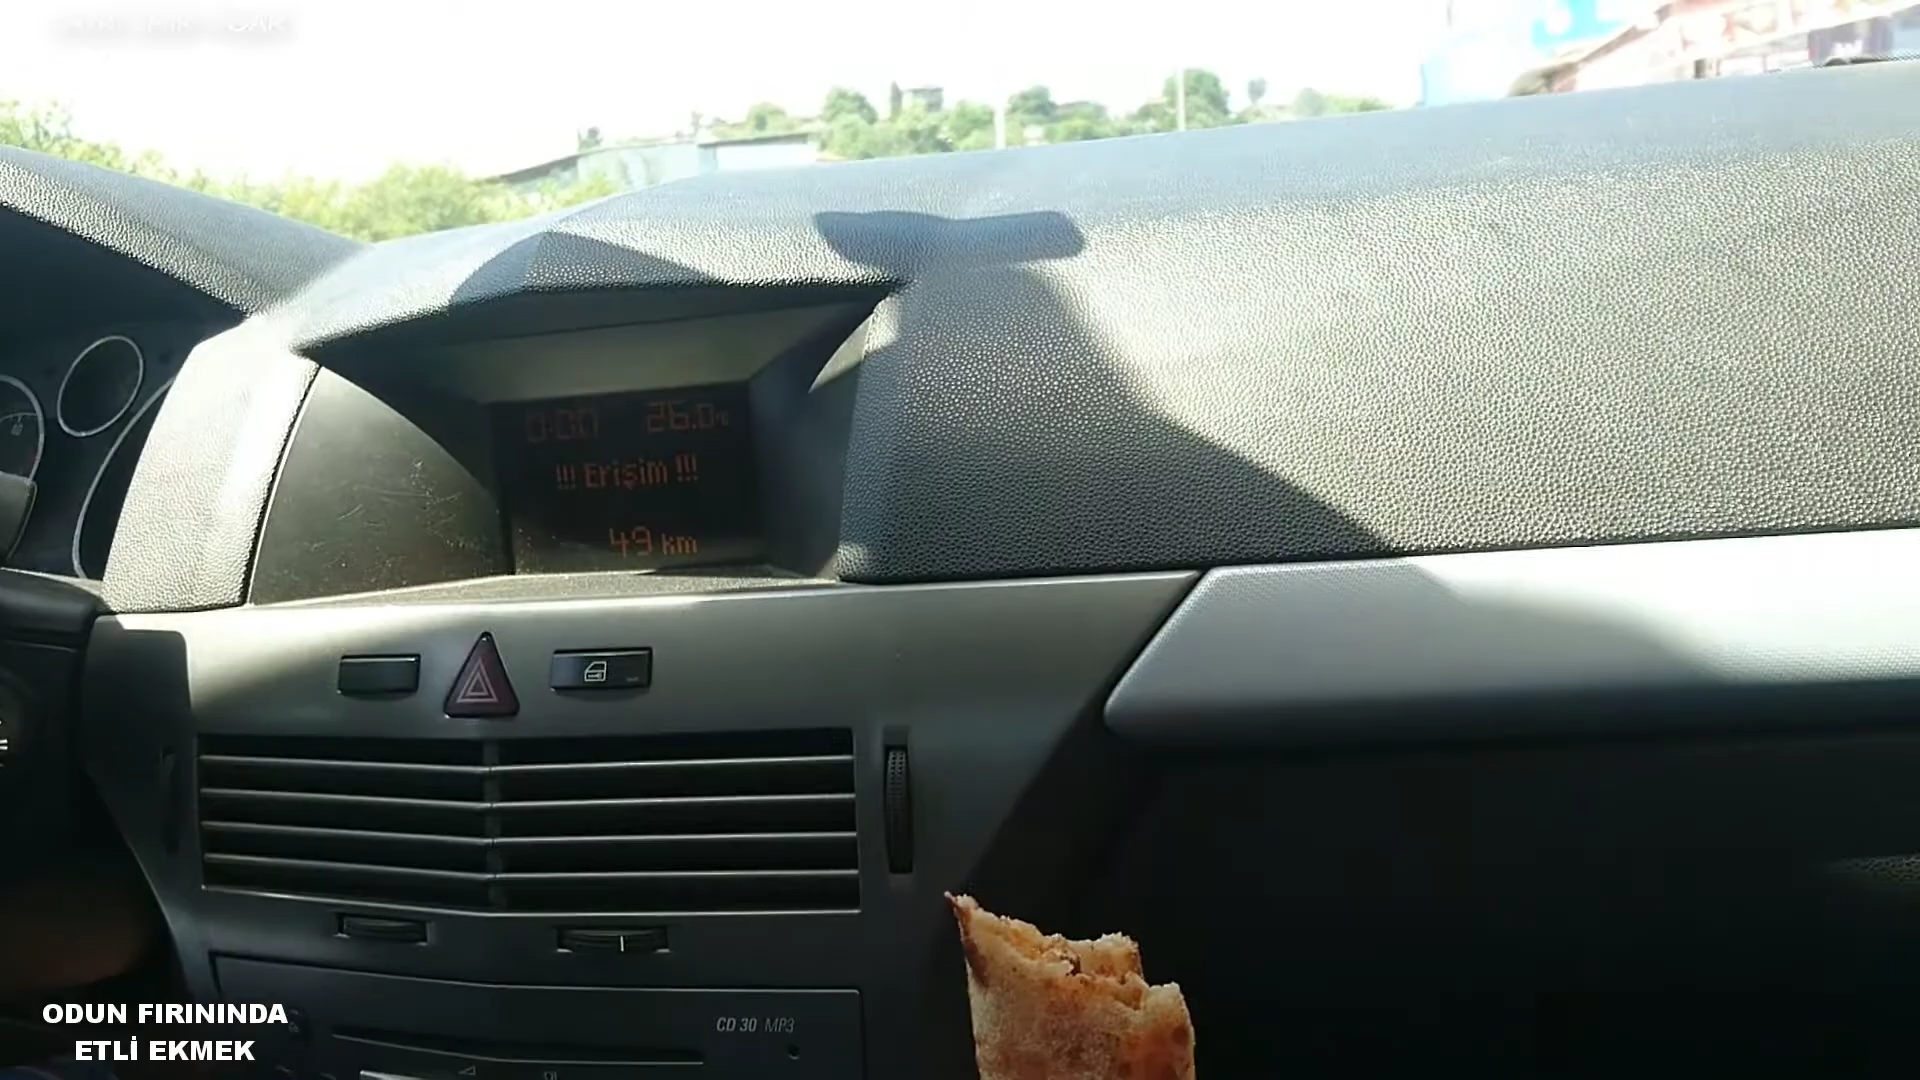 0:00 26.0°C
!!! Erişim !!!
49 km
CD 30 MP3
ODUN FIRININDA
ETLİ EKMEK